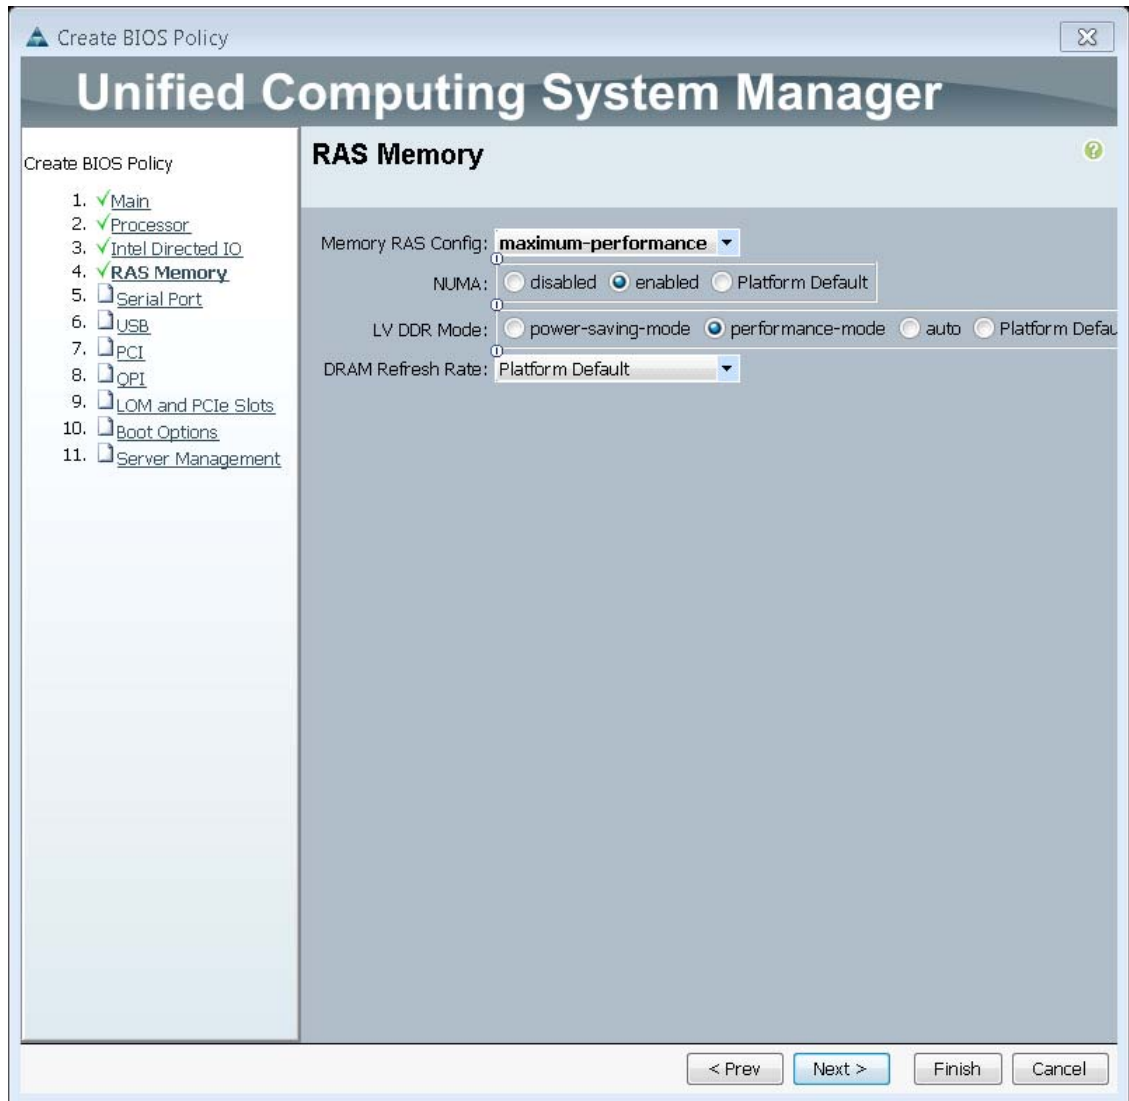 Create BIOS Policy
Unified Computing System Manager
Create BIOS Policy
1. Main
2. Processor
3. Intel Directed IO
4. RAS Memory
5. Serial Port
6. USB
7. PCI
8. QPI
9. LOM and PCIe Slots
10. Boot Options
11. Server Management
RAS Memory
Memory RAS Config: maximum-performance
NUMA: disabled enabled Platform Default
LV DDR Mode: power-saving-mode performance-mode auto Platform Defau
DRAM Refresh Rate: Platform Default
< Prev Next > Finish Cancel